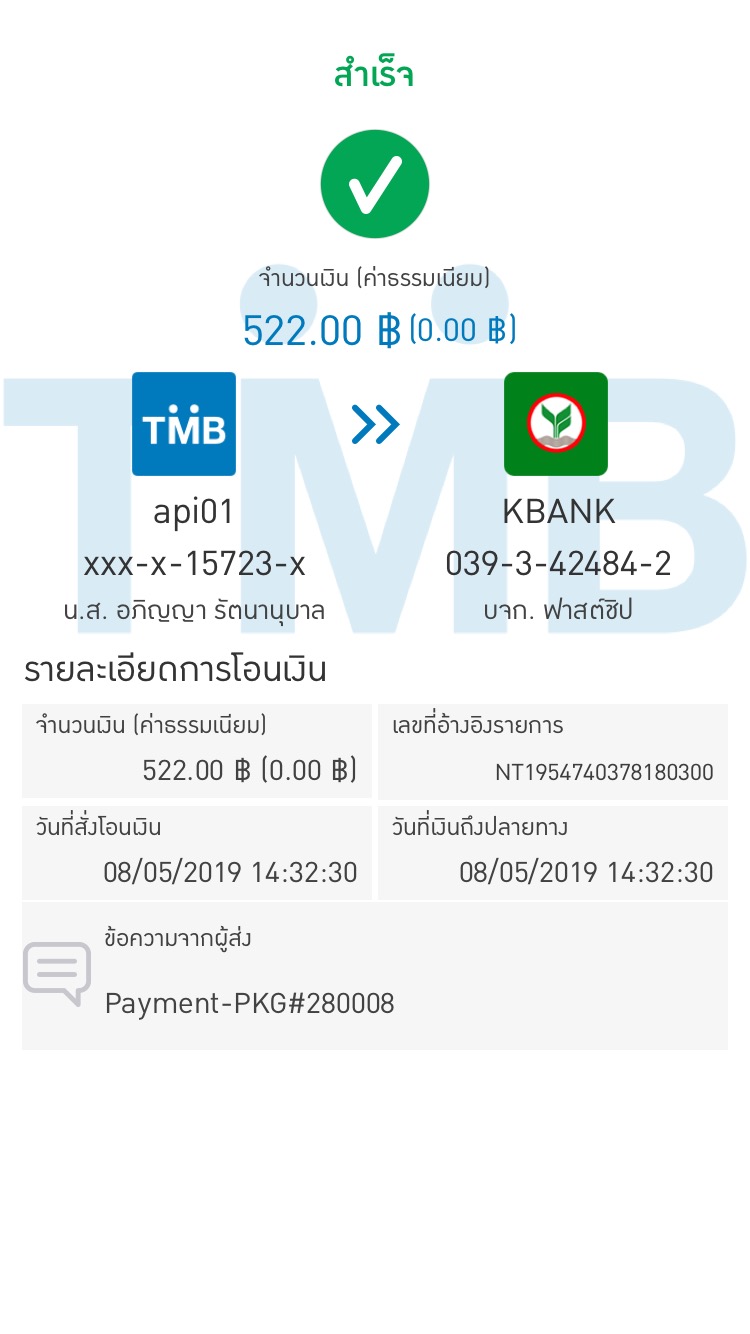 สำเร็จ
จำนวนเงิน (ค่าธรรมเนียม)
522.00 ฿ (0.00 ฿)
TMB
TMB
api01
KBANK
xxx-x-15723-x
039-3-42484-2
น.ส. อภิญญา รัตนานุบาล
บจก. ฟาสต์ชิป
รายละเอียดการโอนเงิน
จำนวนเงิน (ค่าธรรมเนียม)
เลขที่อ้างอิงรายการ
522.00 ฿ (0.00 ฿)
NT1954740378180300
วันที่สั่งโอนเงิน
วันที่เงินถึงปลายทาง
08/05/2019 14:32:30
08/05/2019 14:32:30
ข้อความจากผู้ส่ง
Payment-PKG#280008